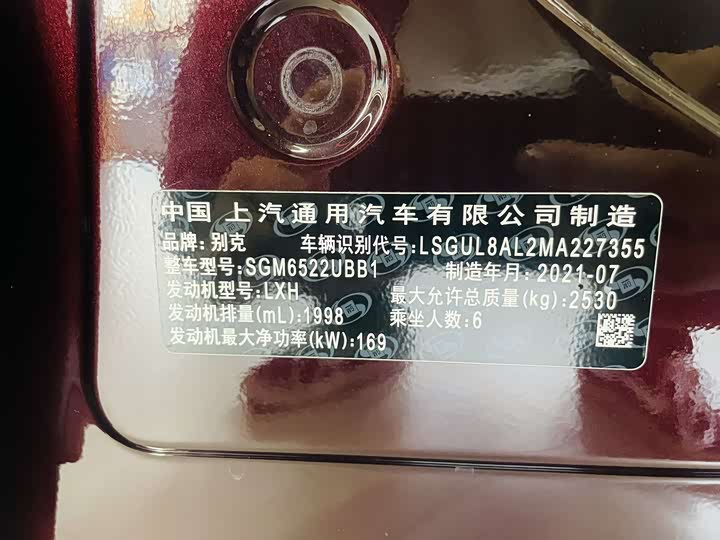 中国 上汽通用汽车有限公司制造
品牌:别克 车辆识别代号:LSGUL8AL2MA227355
整车型号:SGM6522UBB1 制造年月:2021-07
发动机型号:LXH 最大允许总质量(kg):2530
发动机排量(mL):1998 乘坐人数:6
发动机最大净功率(kW):169